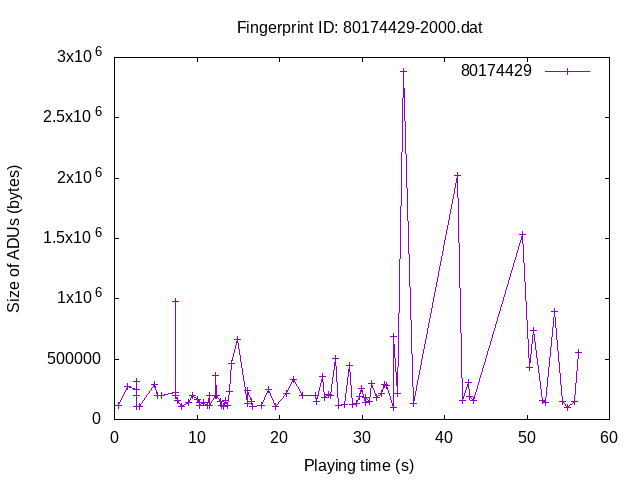 Fingerprint ID: 80174429-2000.dat
80174429
3x10^6
2.5x10^6
2x10^6
1.5x10^6
1x10^6
500000
0
Size of ADUs (bytes)
0 10 20 30 40 50 60
Playing time (s)